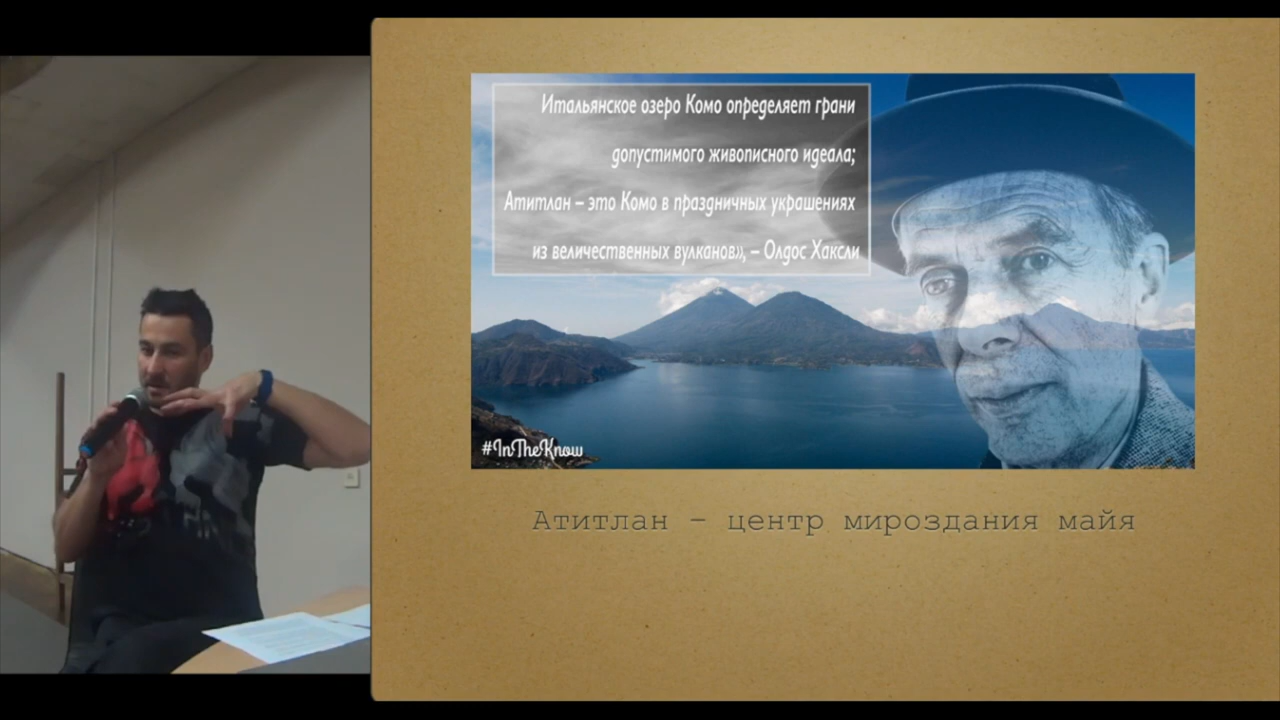 Итальянское озеро Комо определяет грани
допустимого живописного идеала;
Атитлан – это Комо в праздничных украшениях
из величественных вулканов», – Олдос Хаксли
#InTheKnow
Атитлан – центр мироздания майя